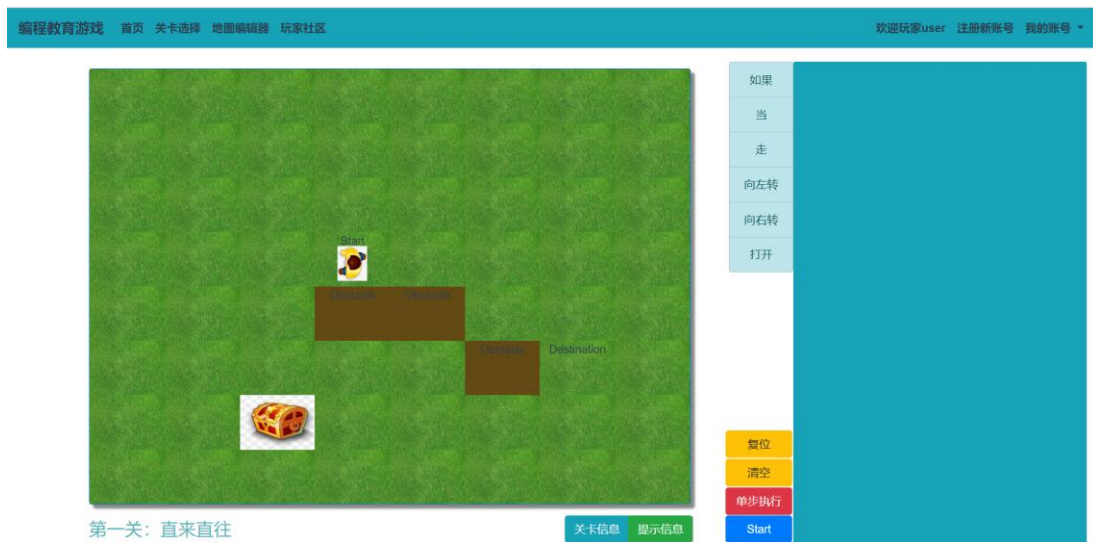 编程教育游戏 首页 关卡选择 地图编辑器 玩家社区 欢迎玩家user 注册新账号 我的账号
如果
当
走
向左转
向右转
打开
Start
Obstacle Obstacle
Obstacle Destination
复位
清空
单步执行
Start
第一关：直来直往 关卡信息 提示信息